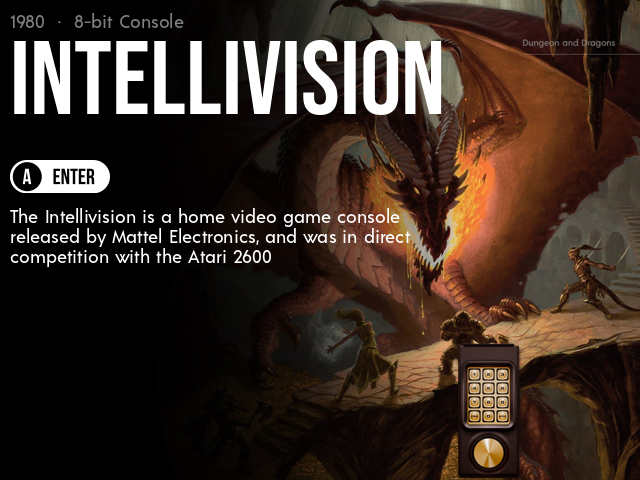 1980 · 8-bit Console
Dungeon and Dragons
INTELLIVISION
A ENTER
The Intellivision is a home video game console
released by Mattel Electronics, and was in direct
competition with the Atari 2600